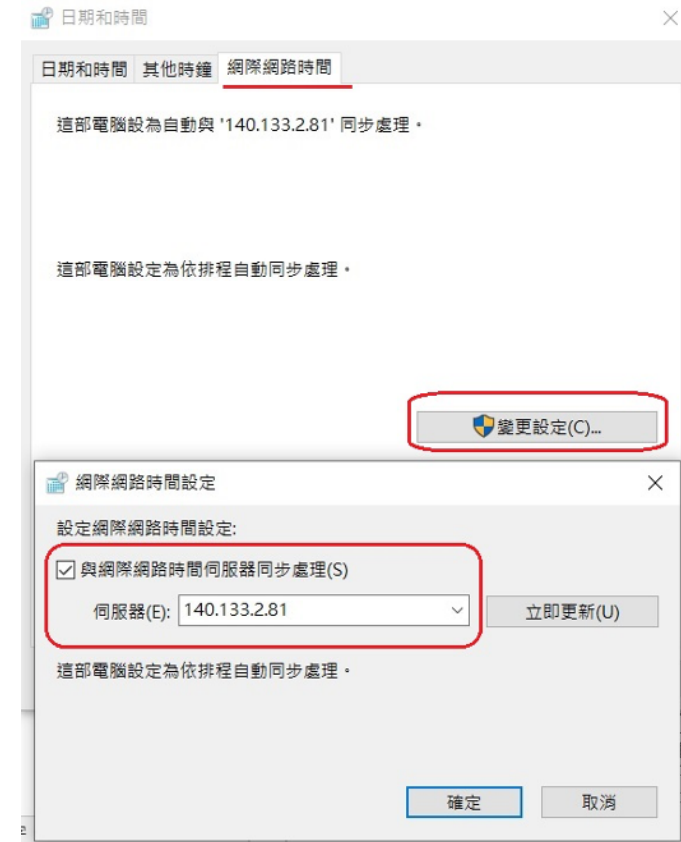 日期和時間
日期和時間 其他時鐘 網際網路時間
這部電腦設為自動與 '140.133.2.81' 同步處理。
這部電腦設定為依排程自動同步處理。
變更設定(C)...
網際網路時間設定
設定網際網路時間設定:
與網際網路時間伺服器同步處理(S)
伺服器(E): 140.133.2.81 立即更新(U)
這部電腦設定為依排程自動同步處理。
確定 取消